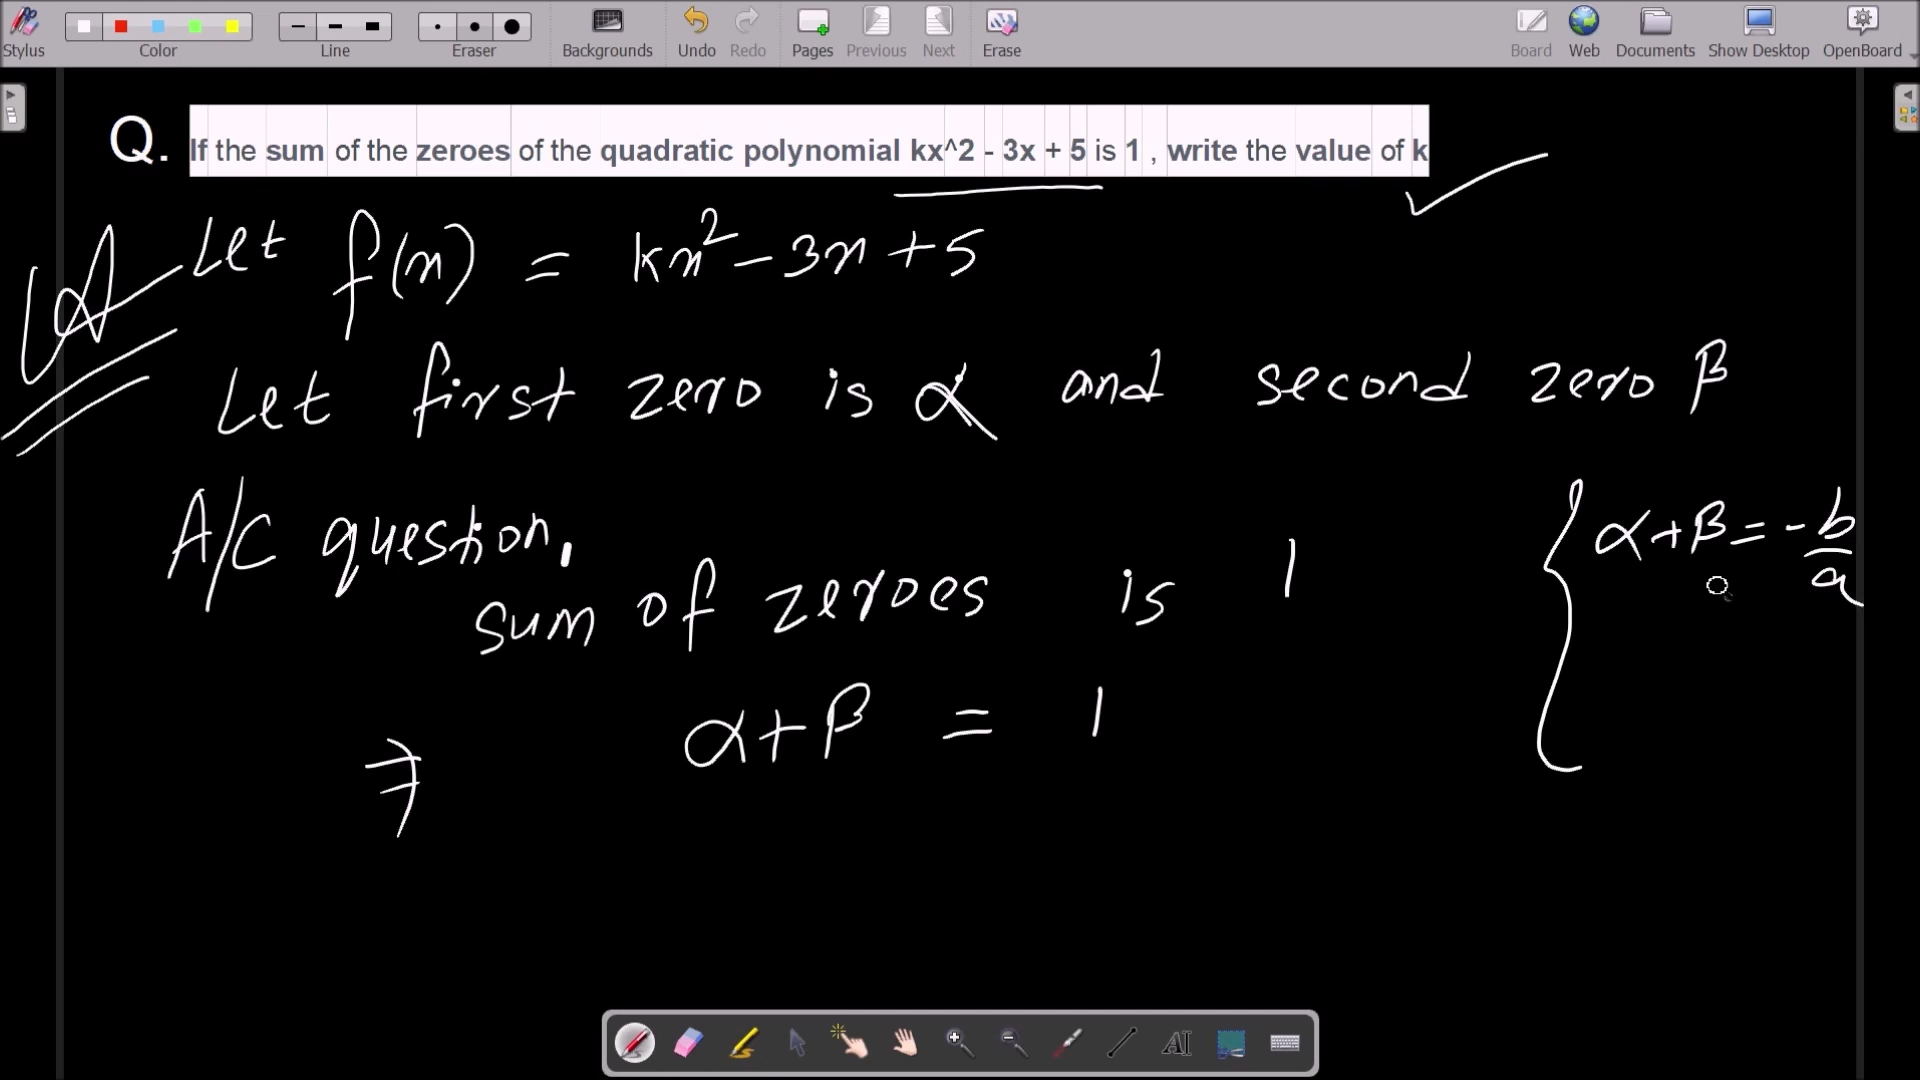 Stylus Color Line Eraser Backgrounds Undo Redo Pages Previous Next Erase Board Web Documents Show Desktop OpenBoard
Q. If the sum of the zeroes of the quadratic polynomial kx^2 - 3x + 5 is 1 , write the value of k
Let f(x) = kx² - 3x + 5
Let first zero is α and second zero β
A/C question,
sum of zeroes is 1
α+β = -b/a
⇒ α+β = 1
AI